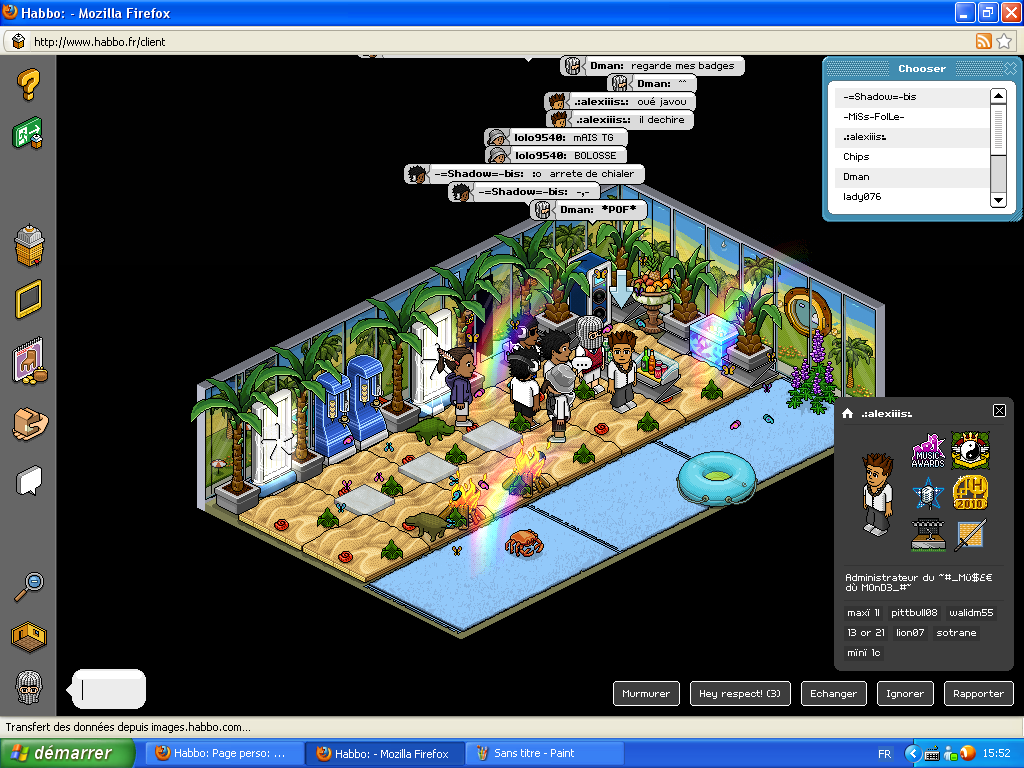 Habbo: - Mozilla Firefox
http://www.habbo.fr/client
Dman: regarde mes badges
Dman: ^^
.:alexiiis:.: oué javou
.:alexiiis:.: il dechire
lolo9540: mAIS TG
lolo9540: BOLOSSE
-=Shadow=-bis: :o arrete de chialer
-=Shadow=-bis: -,-
Dman: *POF*
Chooser
-=Shadow=-bis
-MiSs-FolLe-
.:alexiiis:.
Chips
Dman
lady076
.:alexiiis:.
MUSIC
AWARDS
2010
Administrateur du ~#_Mü$£€
dù MOnD3_#~
maxi 1l
pittbull08
walidm55
13 or 21
lion07
sotrane
mïnï 1c
Murmurer
Hey respect! (3)
Echanger
Ignorer
Rapporter
Transfert des données depuis images.habbo.com...
démarrer
Habbo: Page perso: ...
Habbo: - Mozilla Firefox
Sans titre - Paint
FR
15:52